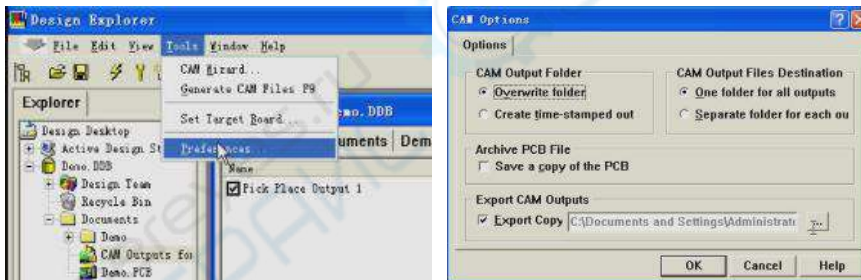 Design Explorer
File Edit View Tools Window Help
CAM Wizard...
Generate CAM Files F9
Set Target Board...
Preferences...
Explorer
Design Desktop
Active Design St
Demo.DDB
Design Team
Recycle Bin
Documents
Demo
CAM Outputs for
Demo.PCB
emo.DDB
uments Dem
Name
Pick Place Output 1
CAM Options
Options
CAM Output Folder
Overwrite folder
Create time-stamped out
CAM Output Files Destination
One folder for all outputs
Separate folder for each ou
Archive PCB File
Save a copy of the PCB
Export CAM Outputs
Export Copy C:\Documents and Settings\Administrat
OK Cancel Help